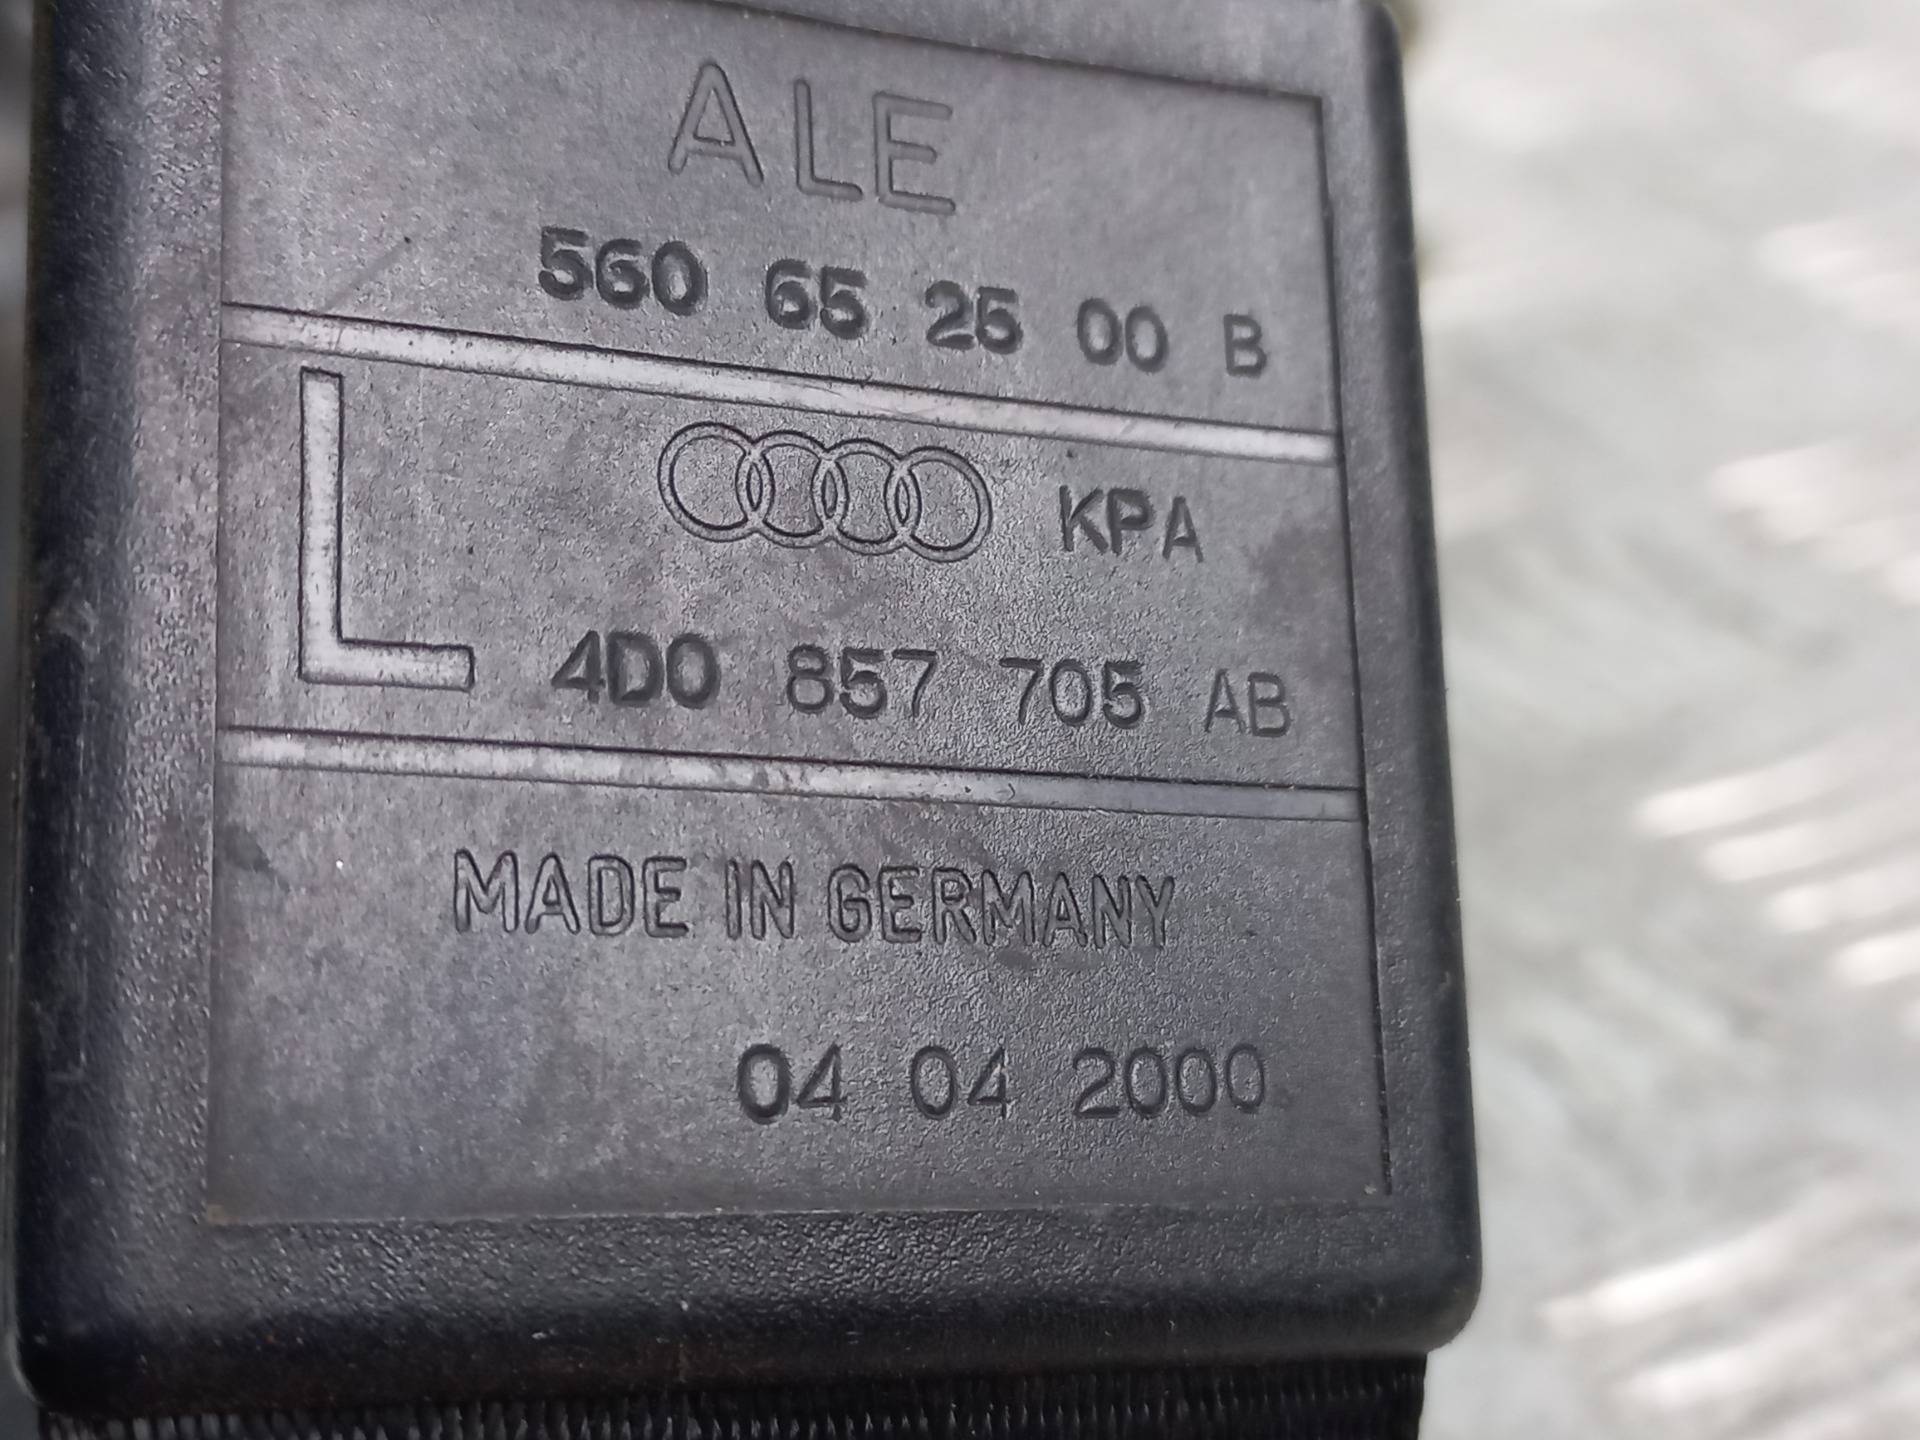 ALE
560 65 25 00 B
L
KPA
4D0 857 705 AB
MADE IN GERMANY
04 04 2000